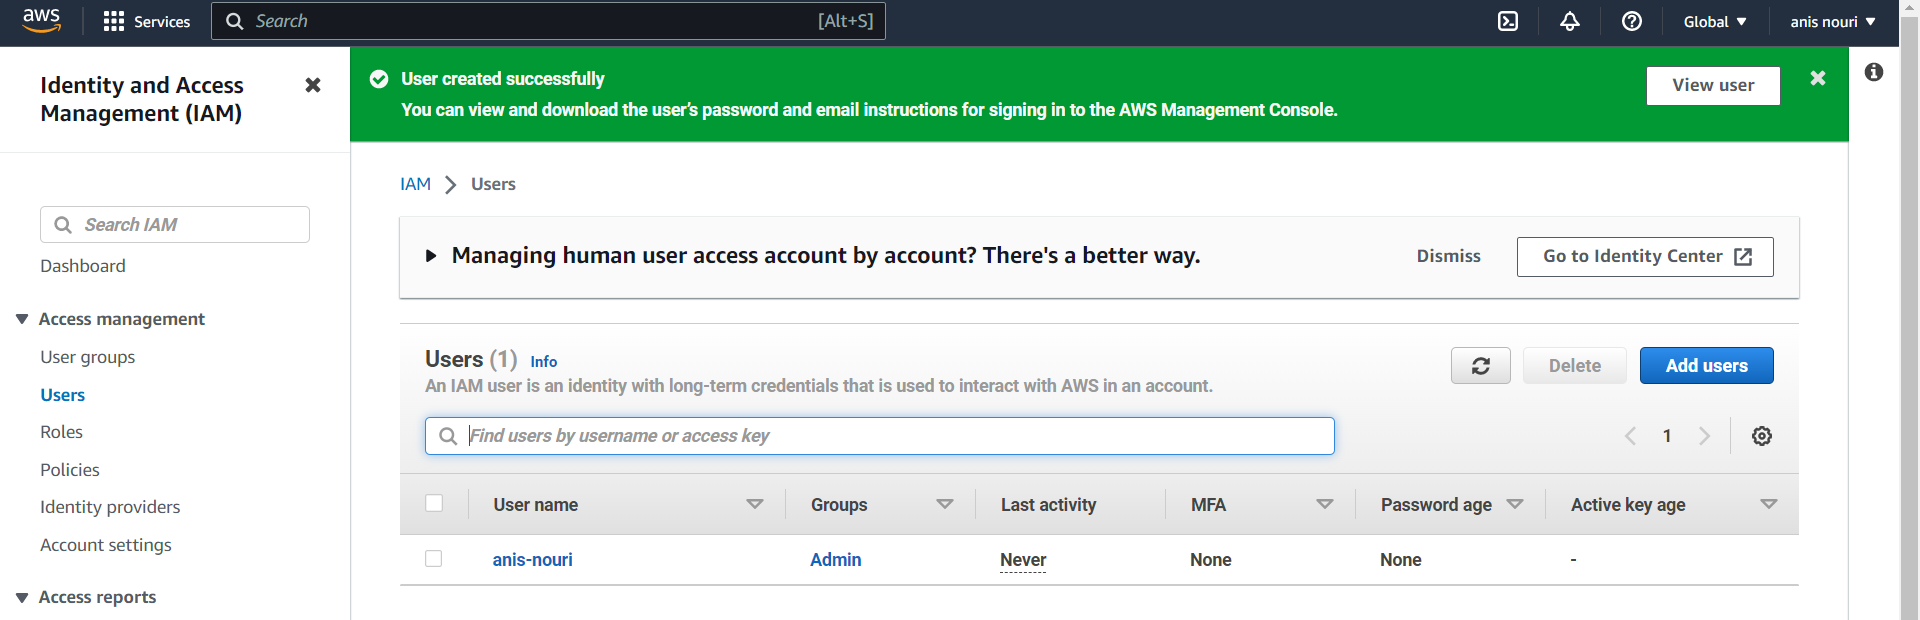 aws
Services
Search
[Alt+S]
Global
anis nouri
Identity and Access
Management (IAM)
Search IAM
Dashboard
Access management
User groups
Users
Roles
Policies
Identity providers
Account settings
Access reports
User created successfully
You can view and download the user's password and email instructions for signing in to the AWS Management Console.
View user
IAM
Users
Managing human user access account by account? There's a better way.
Dismiss
Go to Identity Center
Users (1) Info
An IAM user is an identity with long-term credentials that is used to interact with AWS in an account.
Delete
Add users
Find users by username or access key
1
User name Groups Last activity MFA Password age Active key age
anis-nouri Admin Never None None -